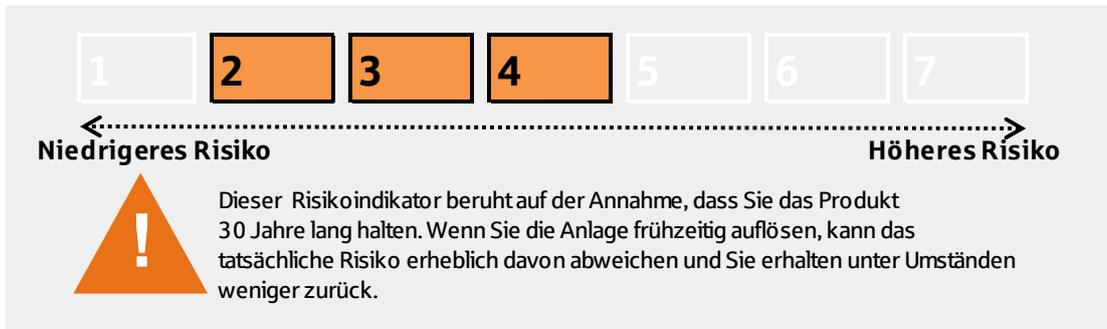 1 2 3 4 5 6 7
Niedrigeres Risiko Höheres Risiko
!
Dieser Risikoindikator beruht auf der Annahme, dass Sie das Produkt
30 Jahre lang halten. Wenn Sie die Anlage frühzeitig auflösen, kann das
tatsächliche Risiko erheblich davon abweichen und Sie erhalten unter Umständen
weniger zurück.